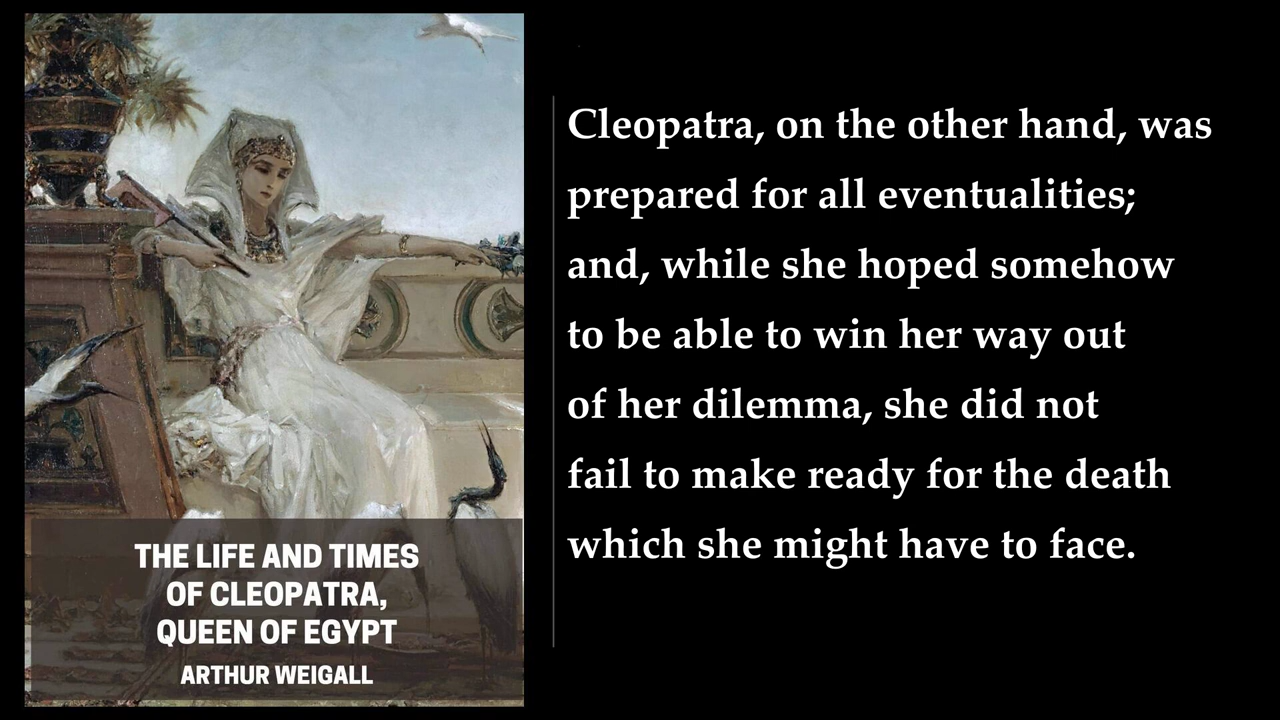 THE LIFE AND TIMES
OF CLEOPATRA,
QUEEN OF EGYPT
ARTHUR WEIGALL
Cleopatra, on the other hand, was
prepared for all eventualities;
and, while she hoped somehow
to be able to win her way out
of her dilemma, she did not
fail to make ready for the death
which she might have to face.